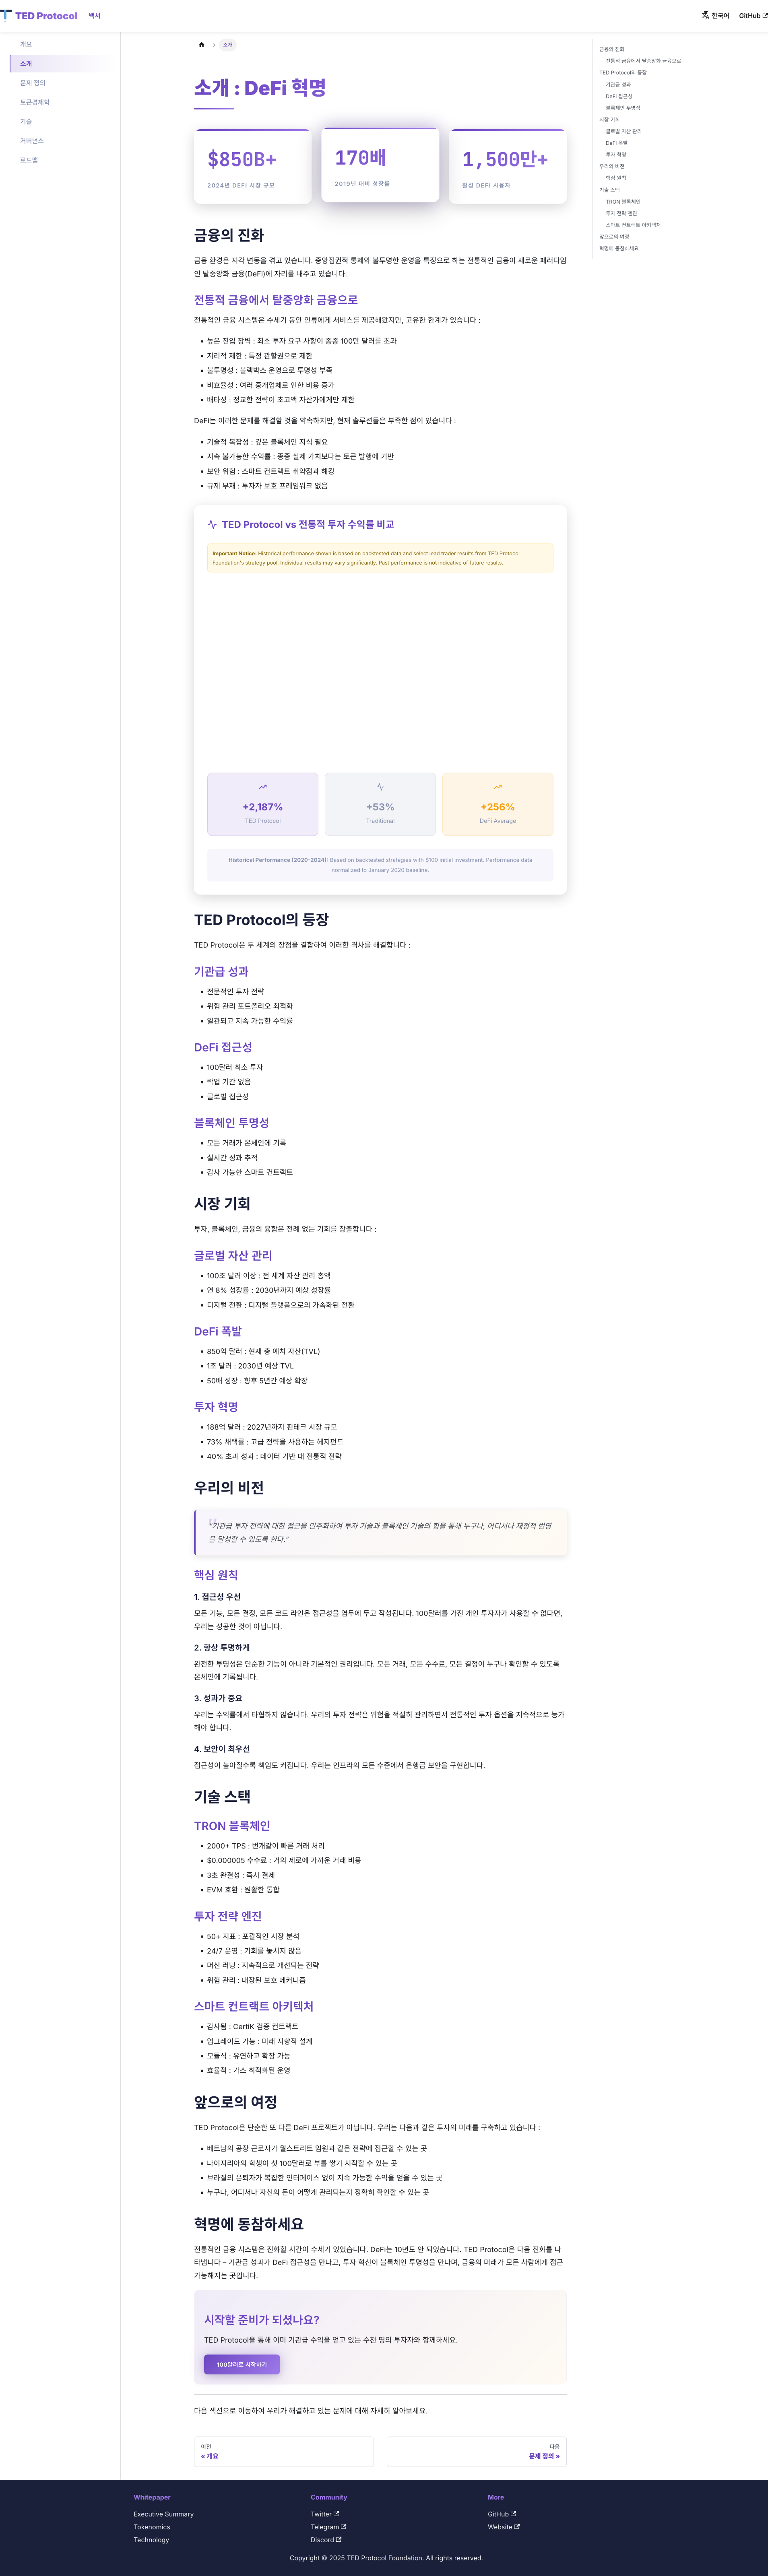 TED Protocol
백서
한국어
GitHub
개요
소개
문제 정의
토큰경제학
기술
거버넌스
로드맵
소개
소개 : DeFi 혁명
$850B+
2024년 DEFI 시장 규모
170배
2019년 대비 성장률
1,500만+
활성 DEFI 사용자
금융의 진화
금융 환경은 지각 변동을 겪고 있습니다. 중앙집권적 통제와 불투명한 운영을 특징으로 하는 전통적인 금융이 새로운 패러다임
인 탈중앙화 금융(DeFi)에 자리를 내주고 있습니다.
전통적 금융에서 탈중앙화 금융으로
전통적인 금융 시스템은 수세기 동안 인류에게 서비스를 제공해왔지만, 고유한 한계가 있습니다 :
• 높은 진입 장벽 : 최소 투자 요구 사항이 종종 100만 달러를 초과
• 지리적 제한 : 특정 관할권으로 제한
• 불투명성 : 블랙박스 운영으로 투명성 부족
• 비효율성 : 여러 중개업체로 인한 비용 증가
• 배타성 : 정교한 전략이 초고액 자산가에게만 제한
DeFi는 이러한 문제를 해결할 것을 약속하지만, 현재 솔루션들은 부족한 점이 있습니다 :
• 기술적 복잡성 : 깊은 블록체인 지식 필요
• 지속 불가능한 수익률 : 종종 실제 가치보다는 토큰 발행에 기반
• 보안 위험 : 스마트 컨트랙트 취약점과 해킹
• 규제 부재 : 투자자 보호 프레임워크 없음
TED Protocol vs 전통적 투자 수익률 비교
Important Notice: Historical performance shown is based on backtested data and select lead trader results from TED Protocol
Foundation's strategy pool. Individual results may vary significantly. Past performance is not indicative of future results.
+2,187%
TED Protocol
+53%
Traditional
+256%
DeFi Average
Historical Performance (2020-2024): Based on backtested strategies with $100 initial investment. Performance data
normalized to January 2020 baseline.
TED Protocol의 등장
TED Protocol은 두 세계의 장점을 결합하여 이러한 격차를 해결합니다 :
기관급 성과
• 전문적인 투자 전략
• 위험 관리 포트폴리오 최적화
• 일관되고 지속 가능한 수익률
DeFi 접근성
• 100달러 최소 투자
• 락업 기간 없음
• 글로벌 접근성
블록체인 투명성
• 모든 거래가 온체인에 기록
• 실시간 성과 추적
• 감사 가능한 스마트 컨트랙트
시장 기회
투자, 블록체인, 금융의 융합은 전례 없는 기회를 창출합니다 :
글로벌 자산 관리
• 100조 달러 이상 : 전 세계 자산 관리 총액
• 연 8% 성장률 : 2030년까지 예상 성장률
• 디지털 전환 : 디지털 플랫폼으로의 가속화된 전환
DeFi 폭발
• 850억 달러 : 현재 총 예치 자산(TVL)
• 1조 달러 : 2030년 예상 TVL
• 50배 성장 : 향후 5년간 예상 확장
투자 혁명
• 188억 달러 : 2027년까지 핀테크 시장 규모
• 73% 채택률 : 고급 전략을 사용하는 헤지펀드
• 40% 초과 성과 : 데이터 기반 대 전통적 전략
우리의 비전
"기관급 투자 전략에 대한 접근을 민주화하여 투자 기술과 블록체인 기술의 힘을 통해 누구나, 어디서나 재정적 번영
을 달성할 수 있도록 한다."
핵심 원칙
1. 접근성 우선
모든 기능, 모든 결정, 모든 코드 라인은 접근성을 염두에 두고 작성됩니다. 100달러를 가진 개인 투자자가 사용할 수 없다면,
우리는 성공한 것이 아닙니다.
2. 항상 투명하게
완전한 투명성은 단순한 기능이 아니라 기본적인 권리입니다. 모든 거래, 모든 수수료, 모든 결정이 누구나 확인할 수 있도록
온체인에 기록됩니다.
3. 성과가 중요
우리는 수익률에서 타협하지 않습니다. 우리의 투자 전략은 위험을 적절히 관리하면서 전통적인 투자 옵션을 지속적으로 능가
해야 합니다.
4. 보안이 최우선
접근성이 높아질수록 책임도 커집니다. 우리는 인프라의 모든 수준에서 은행급 보안을 구현합니다.
기술 스택
TRON 블록체인
• 2000+ TPS : 번개같이 빠른 거래 처리
• $0.000005 수수료 : 거의 제로에 가까운 거래 비용
• 3초 완결성 : 즉시 결제
• EVM 호환 : 원활한 통합
투자 전략 엔진
• 50+ 지표 : 포괄적인 시장 분석
• 24/7 운영 : 기회를 놓치지 않음
• 머신 러닝 : 지속적으로 개선되는 전략
• 위험 관리 : 내장된 보호 메커니즘
스마트 컨트랙트 아키텍처
• 감사됨 : CertiK 검증 컨트랙트
• 업그레이드 가능 : 미래 지향적 설계
• 모듈식 : 유연하고 확장 가능
• 효율적 : 가스 최적화된 운영
앞으로의 여정
TED Protocol은 단순한 또 다른 DeFi 프로젝트가 아닙니다. 우리는 다음과 같은 투자의 미래를 구축하고 있습니다 :
• 베트남의 공장 근로자가 월스트리트 임원과 같은 전략에 접근할 수 있는 곳
• 나이지리아의 학생이 첫 100달러로 부를 쌓기 시작할 수 있는 곳
• 브라질의 은퇴자가 복잡한 인터페이스 없이 지속 가능한 수익을 얻을 수 있는 곳
• 누구나, 어디서나 자신의 돈이 어떻게 관리되는지 정확히 확인할 수 있는 곳
혁명에 동참하세요
전통적인 금융 시스템은 진화할 시간이 수세기 있었습니다. DeFi는 10년도 안 되었습니다. TED Protocol은 다음 진화를 나
타냅니다 – 기관급 성과가 DeFi 접근성을 만나고, 투자 혁신이 블록체인 투명성을 만나며, 금융의 미래가 모든 사람에게 접근
가능해지는 곳입니다.
시작할 준비가 되셨나요?
TED Protocol을 통해 이미 기관급 수익을 얻고 있는 수천 명의 투자자와 함께하세요.
100달러로 시작하기
다음 섹션으로 이동하여 우리가 해결하고 있는 문제에 대해 자세히 알아보세요.
이전
« 개요
다음
문제 정의 »
금융의 진화
전통적 금융에서 탈중앙화 금융으로
TED Protocol의 등장
기관급 성과
DeFi 접근성
블록체인 투명성
시장 기회
글로벌 자산 관리
DeFi 폭발
투자 혁명
우리의 비전
핵심 원칙
기술 스택
TRON 블록체인
투자 전략 엔진
스마트 컨트랙트 아키텍처
앞으로의 여정
혁명에 동참하세요
Whitepaper
Executive Summary
Tokenomics
Technology
Community
Twitter
Telegram
Discord
More
GitHub
Website
Copyright © 2025 TED Protocol Foundation. All rights reserved.